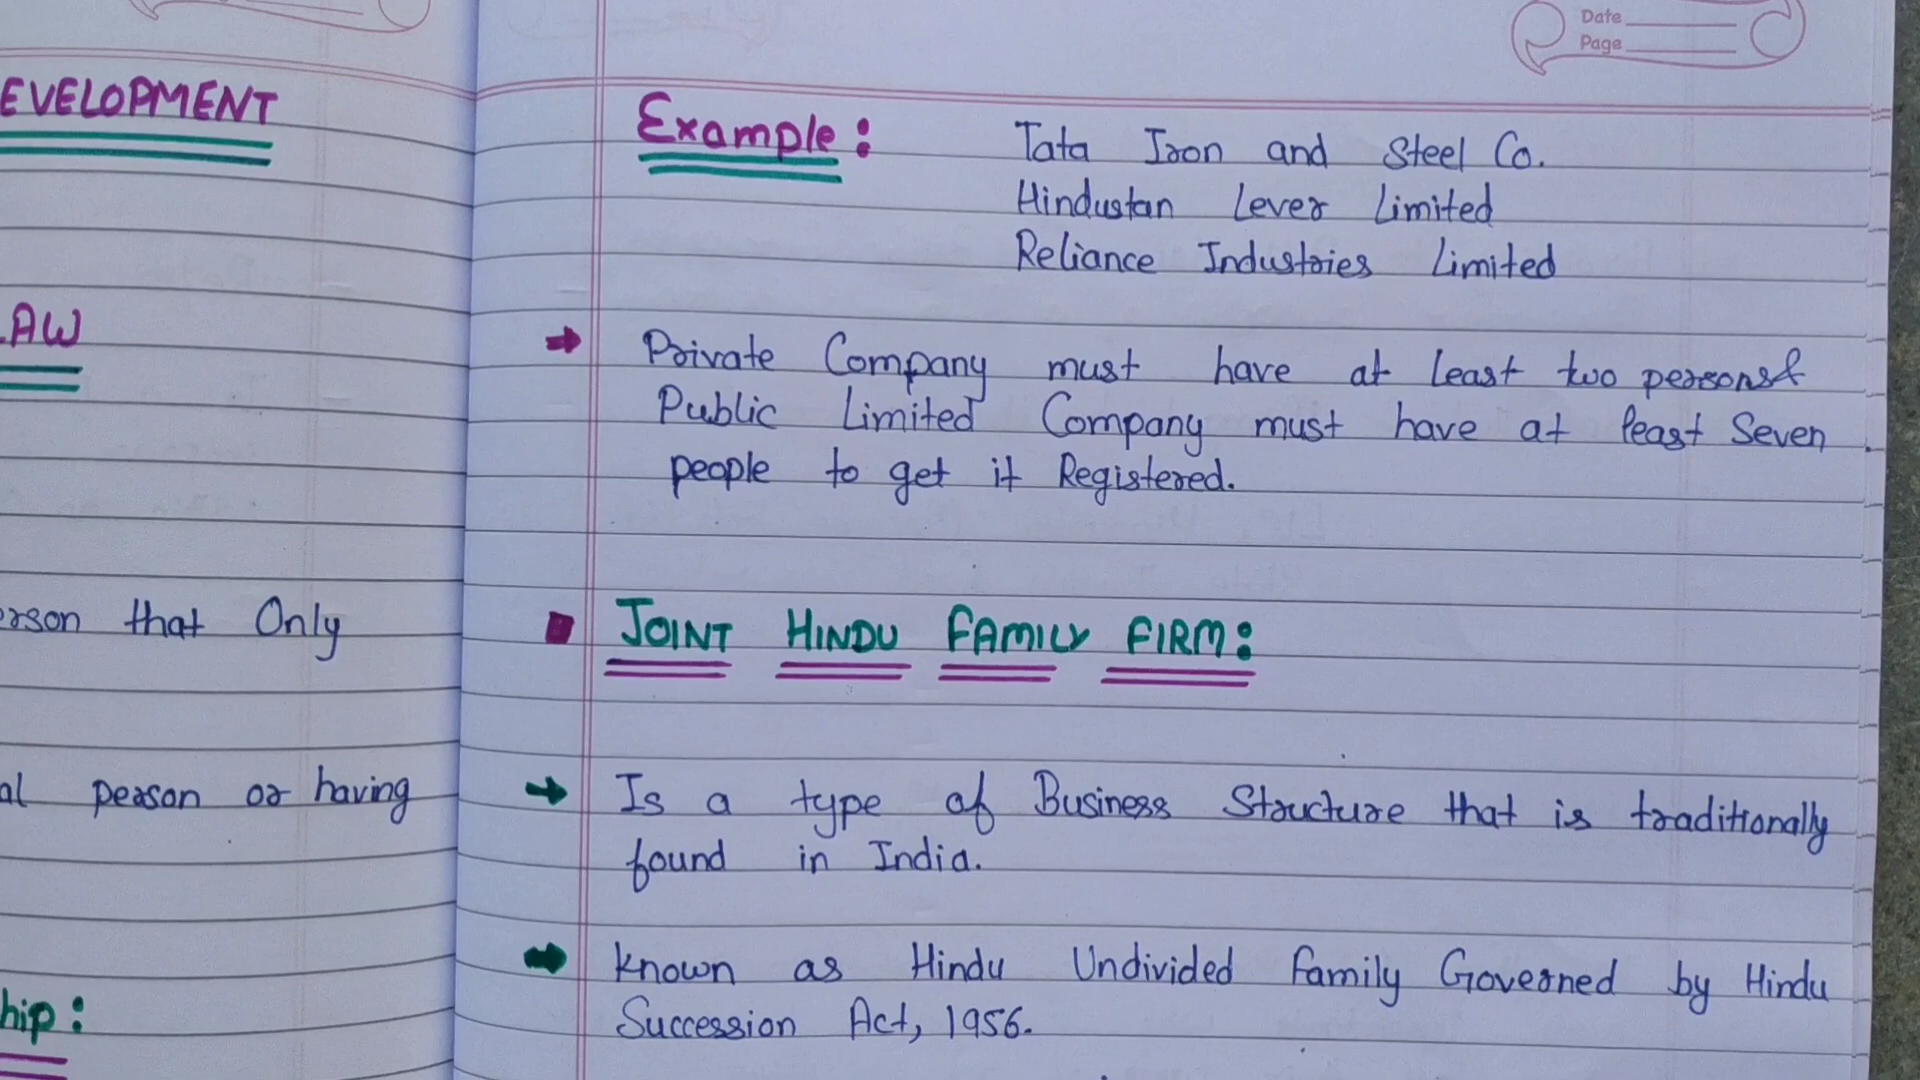 EVELOPMENT
LAW
erson that Only
al person or having
hip:
Date
Page
Example: Tata Iron and Steel Co.
Hindustan Lever Limited
Reliance Industries Limited
Private Company must have at least two persons &
Public Limited Company must have at least Seven
people to get it Registered.
JOINT HINDU FAMILY FIRM:
Is a type of Business Structure that is traditionally
found in India.
Known as Hindu Undivided Family Governed by Hindu
Succession Act, 1956.